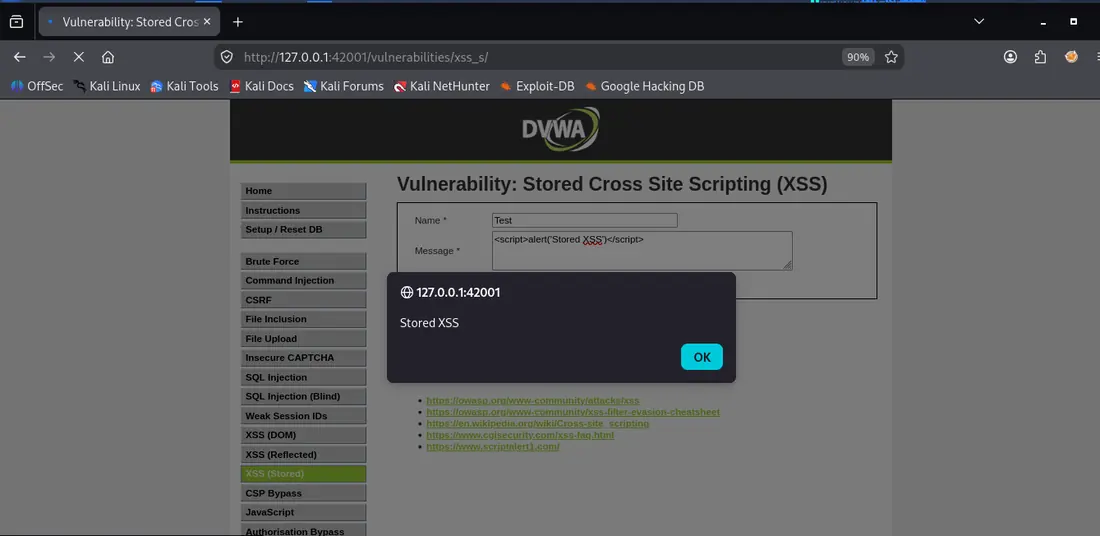 Vulnerability: Stored Cros
http://127.0.0.1:42001/vulnerabilities/xss_s/
90%
OffSec Kali Linux Kali Tools Kali Docs Kali Forums Kali NetHunter Exploit-DB Google Hacking DB
DVWA
Vulnerability: Stored Cross Site Scripting (XSS)
Home
Instructions
Setup / Reset DB
Brute Force
Command Injection
CSRF
File Inclusion
File Upload
Insecure CAPTCHA
SQL Injection
SQL Injection (Blind)
Weak Session IDs
XSS (DOM)
XSS (Reflected)
XSS (Stored)
CSP Bypass
JavaScript
Authorisation Bypass
Name * Test
Message * <script>alert('Stored XSS')</script>
127.0.0.1:42001
Stored XSS
OK
https://owasp.org/www-community/attacks/xss
https://owasp.org/www-community/xss-filter-evasion-cheatsheet
https://en.wikipedia.org/wiki/Cross-site_scripting
https://www.cgisecurity.com/xss-faq.html
https://www.scriptalert1.com/